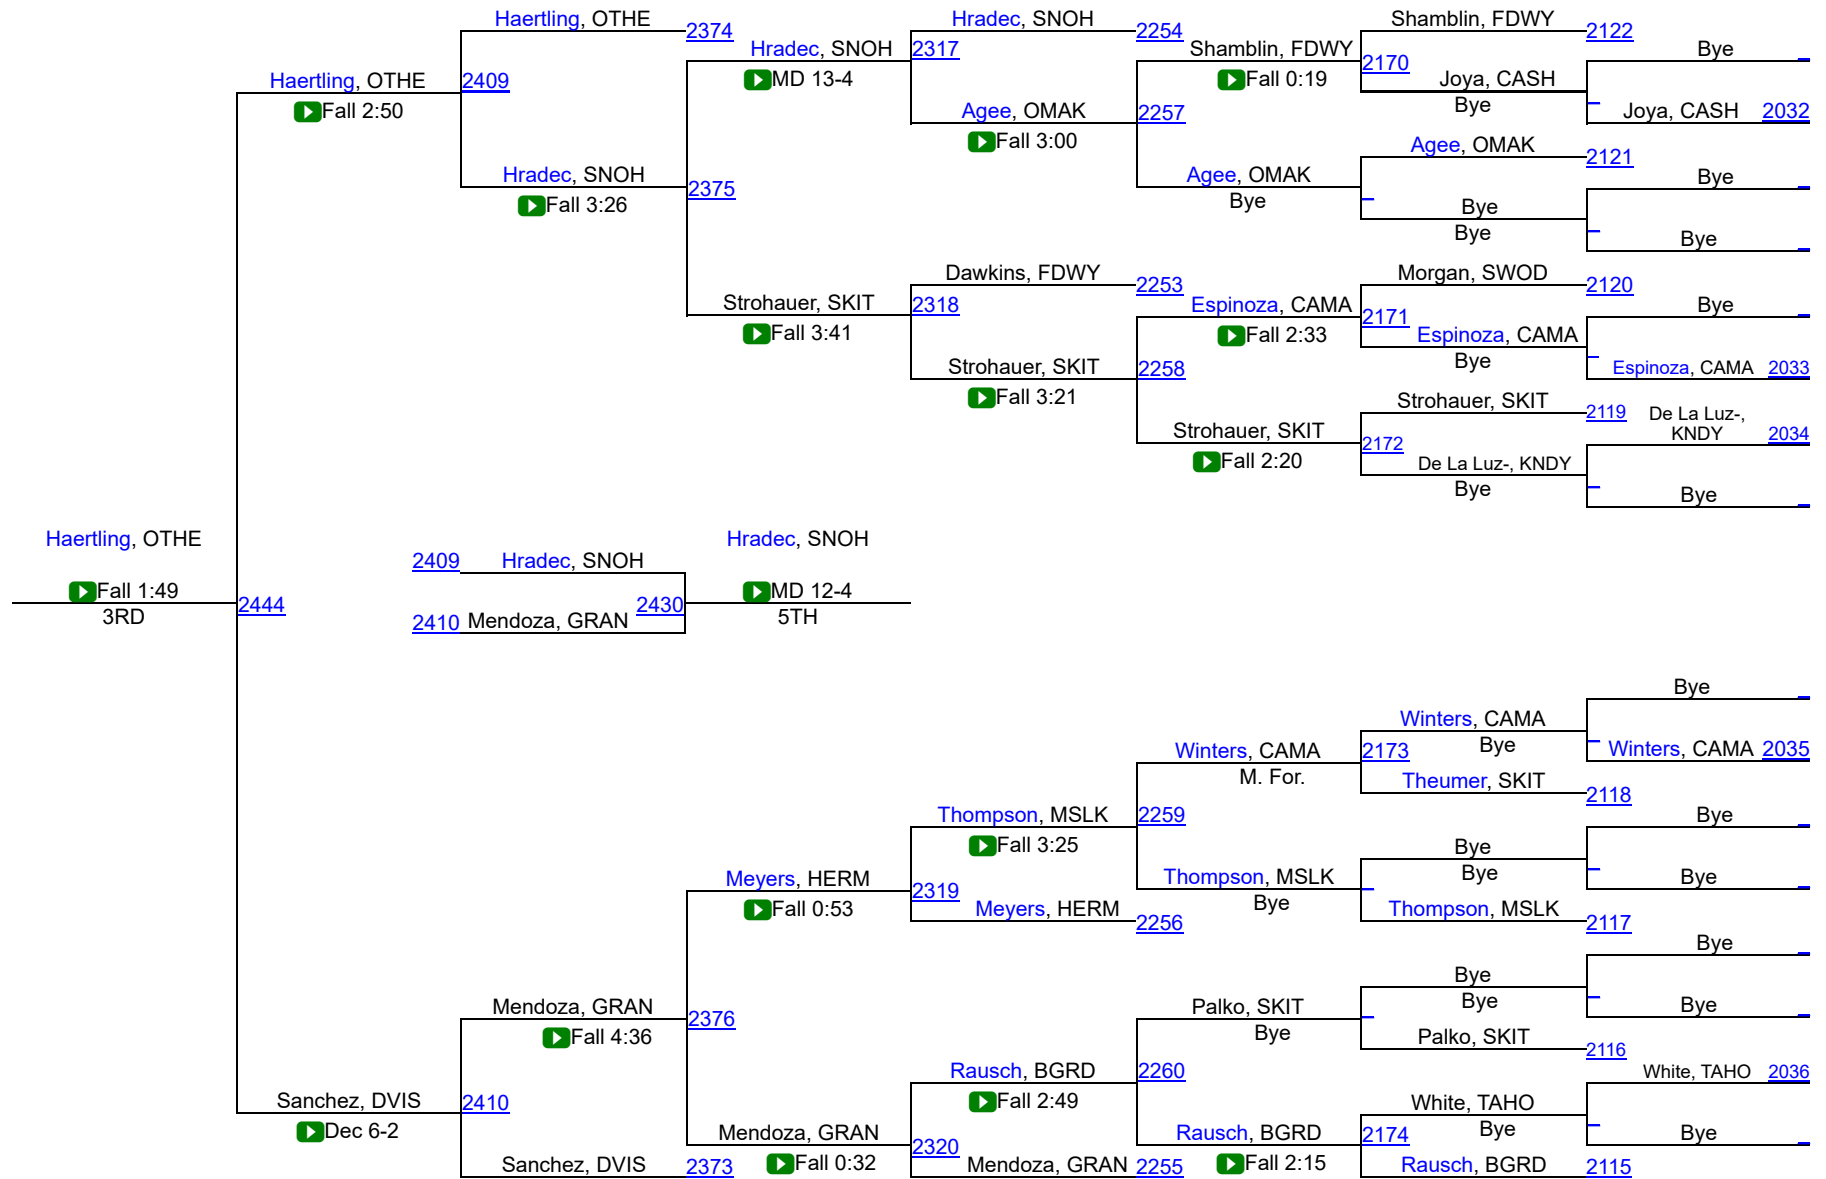 Haertling, OTHE
2374
Hradec, SNOH
2254
Shamblin, FDWY
2122
Hradec, SNOH
2317
Shamblin, FDWY
Bye
Haertling, OTHE
2409
MD 13-4
Fall 0:19
2170
Joya, CASH
Bye
Fall 2:50
Agee, OMAK
2257
Joya, CASH 2032
Fall 3:00
Agee, OMAK
2121
Hradec, SNOH
2375
Agee, OMAK
Bye
Bye
Fall 3:26
Bye
Bye
Bye
Dawkins, FDWY
2253
Morgan, SWOD
2120
Strohauer, SKIT
2318
Espinoza, CAMA
2171
Bye
Fall 3:41
Fall 2:33
Espinoza, CAMA
Bye
Strohauer, SKIT
2258
Espinoza, CAMA 2033
Fall 3:21
Strohauer, SKIT
2119
De La Luz-,
KNDY 2034
Strohauer, SKIT
2172
Fall 2:20
De La Luz-, KNDY
Bye
Bye
Haertling, OTHE
Hradec, SNOH
2409 Hradec, SNOH
Fall 1:49
2444
2430
MD 12-4
3RD
2410 Mendoza, GRAN
5TH
Bye
Winters, CAMA
Bye
Winters, CAMA
2173
Winters, CAMA 2035
M. For.
Theumer, SKIT
2118
Thompson, MSLK
2259
Bye
Fall 3:25
Bye
Bye
Meyers, HERM
2319
Thompson, MSLK
Bye
Bye
Fall 0:53
Meyers, HERM
2256
Thompson, MSLK
2117
Bye
Bye
Bye
Mendoza, GRAN
2376
Palko, SKIT
Bye
Bye
Fall 4:36
Palko, SKIT
2116
Rausch, BGRD
2260
White, TAHO 2036
Sanchez, DVIS
2410
Fall 2:49
White, TAHO
Bye
Dec 6-2
Mendoza, GRAN
2320
Rausch, BGRD
2174
Bye
Sanchez, DVIS
2373
Fall 0:32
Mendoza, GRAN 2255
Fall 2:15
Rausch, BGRD
2115